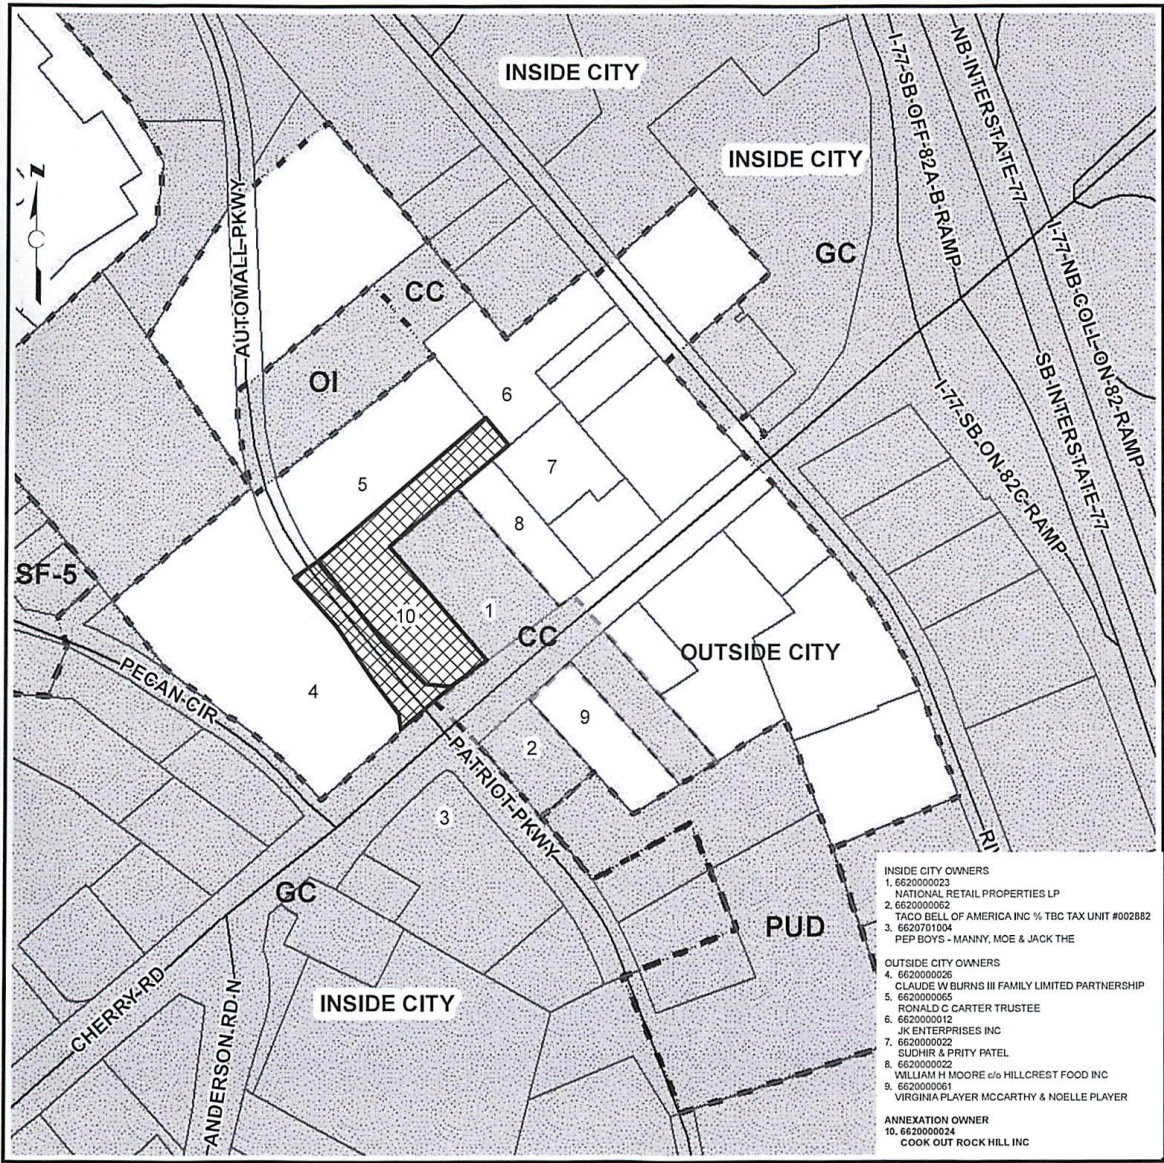 INSIDE CITY
INSIDE CITY
I-77-SB-OFF-82A-B-RAMP
NB-INTERSTATE-77
I-77-NB-COLL-ON-82-RAMP
SB-INTERSTATE-77
I-77-SB-ON-82C-RAMP
Z
AUTOMALL-PKWY
GC
CC
OI
6
5
7
8
SF-5
10
1
CC
OUTSIDE CITY
PECAN-CIR
4
9
2
PATRIOT-PKWY
3
GC
PUD
INSIDE CITY
CHERRY-RD
ANDERSON-RD-N
INSIDE CITY OWNERS
1. 6620000023
NATIONAL RETAIL PROPERTIES LP
2. 6620000062
TACO BELL OF AMERICA INC % TBC TAX UNIT #002882
3. 6620701004
PEP BOYS - MANNY, MOE & JACK THE
OUTSIDE CITY OWNERS
4. 6620000026
CLAUDE W BURNS III FAMILY LIMITED PARTNERSHIP
5. 6620000065
RONALD C CARTER TRUSTEE
6. 6620000012
JK ENTERPRISES INC
7. 6620000022
SUDHIR & PRITY PATEL
8. 6620000022
WILLIAM H MOORE c/o HILLCREST FOOD INC
9. 6620000061
VIRGINIA PLAYER MCCARTHY & NOELLE PLAYER
ANNEXATION OWNER
10. 6620000024
COOK OUT ROCK HILL INC